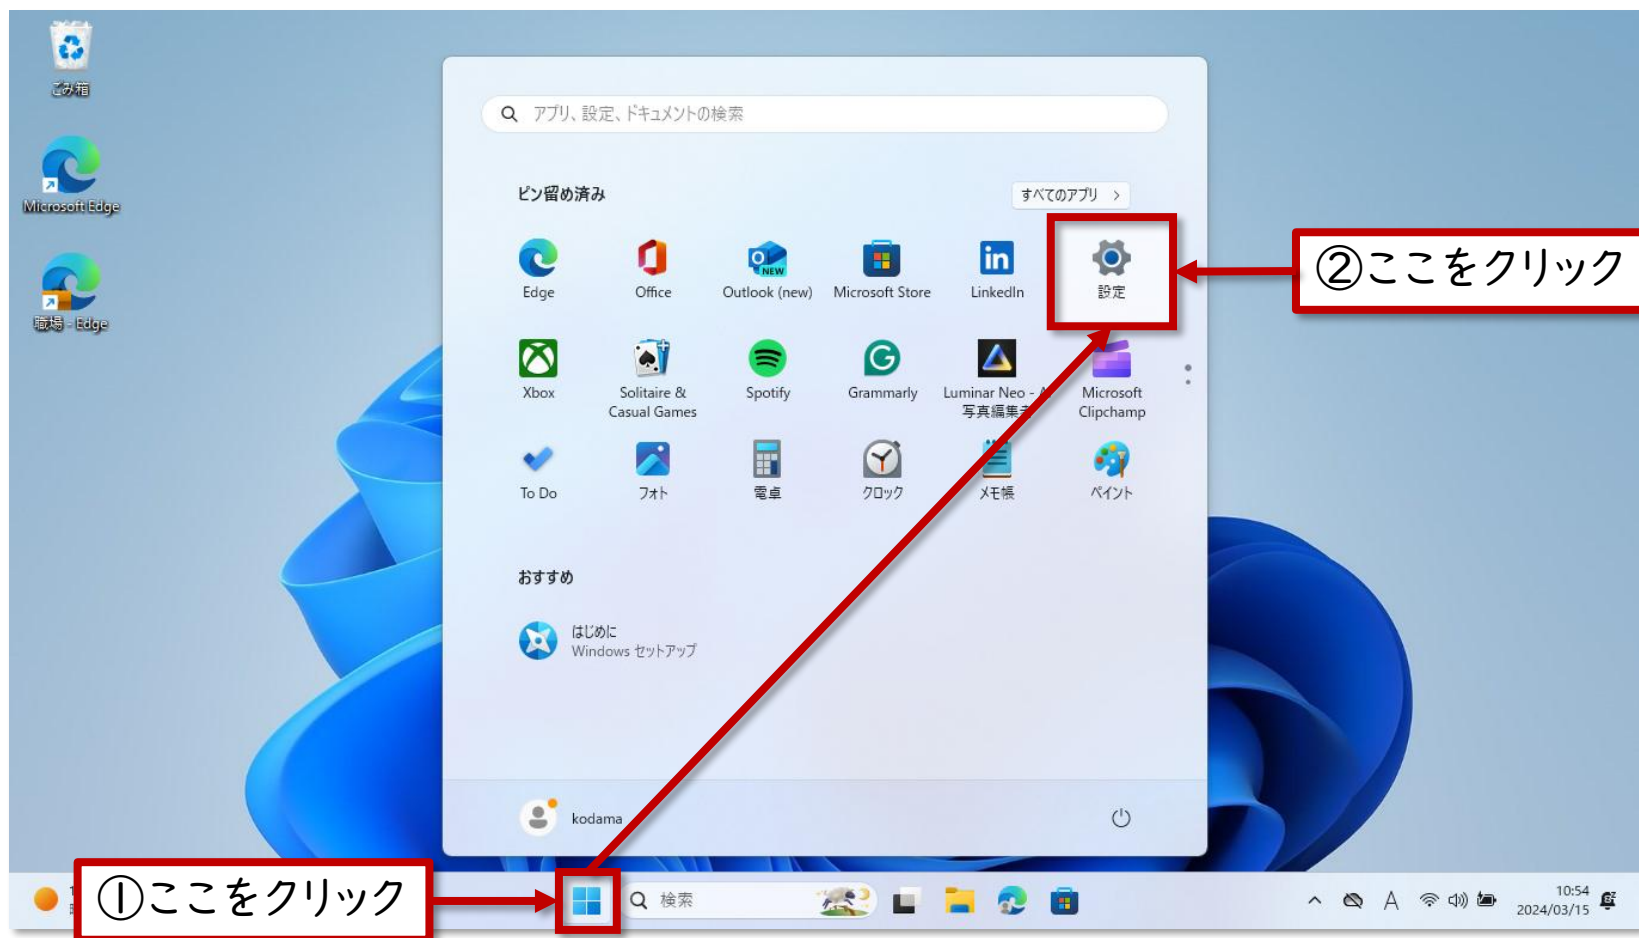 ごみ箱
Microsoft Edge
職場 - Edge
アプリ、設定、ドキュメントの検索
ピン留め済み
すべてのアプリ >
Edge
Office
Outlook (new)
Microsoft Store
LinkedIn
設定
②ここをクリック
Xbox
Solitaire &
Casual Games
Spotify
Grammarly
Luminar Neo -
写真編集
Microsoft
Clipchamp
To Do
フォト
電卓
クロック
メモ帳
ペイント
おすすめ
はじめに
Windows セットアップ
kodama
①ここをクリック
検索
A
10:54
2024/03/15